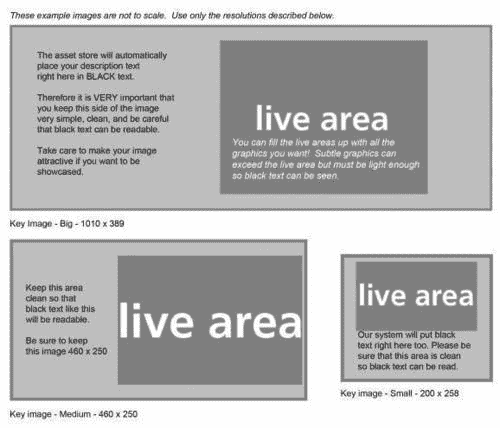 These example images are not to scale.  Use only the resolutions described below.
The asset store will automatically
place your description text
right here in BLACK text.
Therefore it is VERY important that
you keep this side of the image
very simple, clean, and be careful
that black text can be readable.
Take care to make your image
attractive if you want to be
showcased.
live area
You can fill the live areas up with all the
graphics you want!  Subtle graphics can
exceed the live area but must be light enough
so black text can be seen.
Key Image - Big - 1010 x 389
Keep this area
clean so that
black text like this
will be readable.
Be sure to keep
this image 460 x 250
live area
Key image - Medium - 460 x 250
live area
Our system will put black
text right here too. Please be
sure that this area is clean
so black text can be read.
Key image - Small - 200 x 258